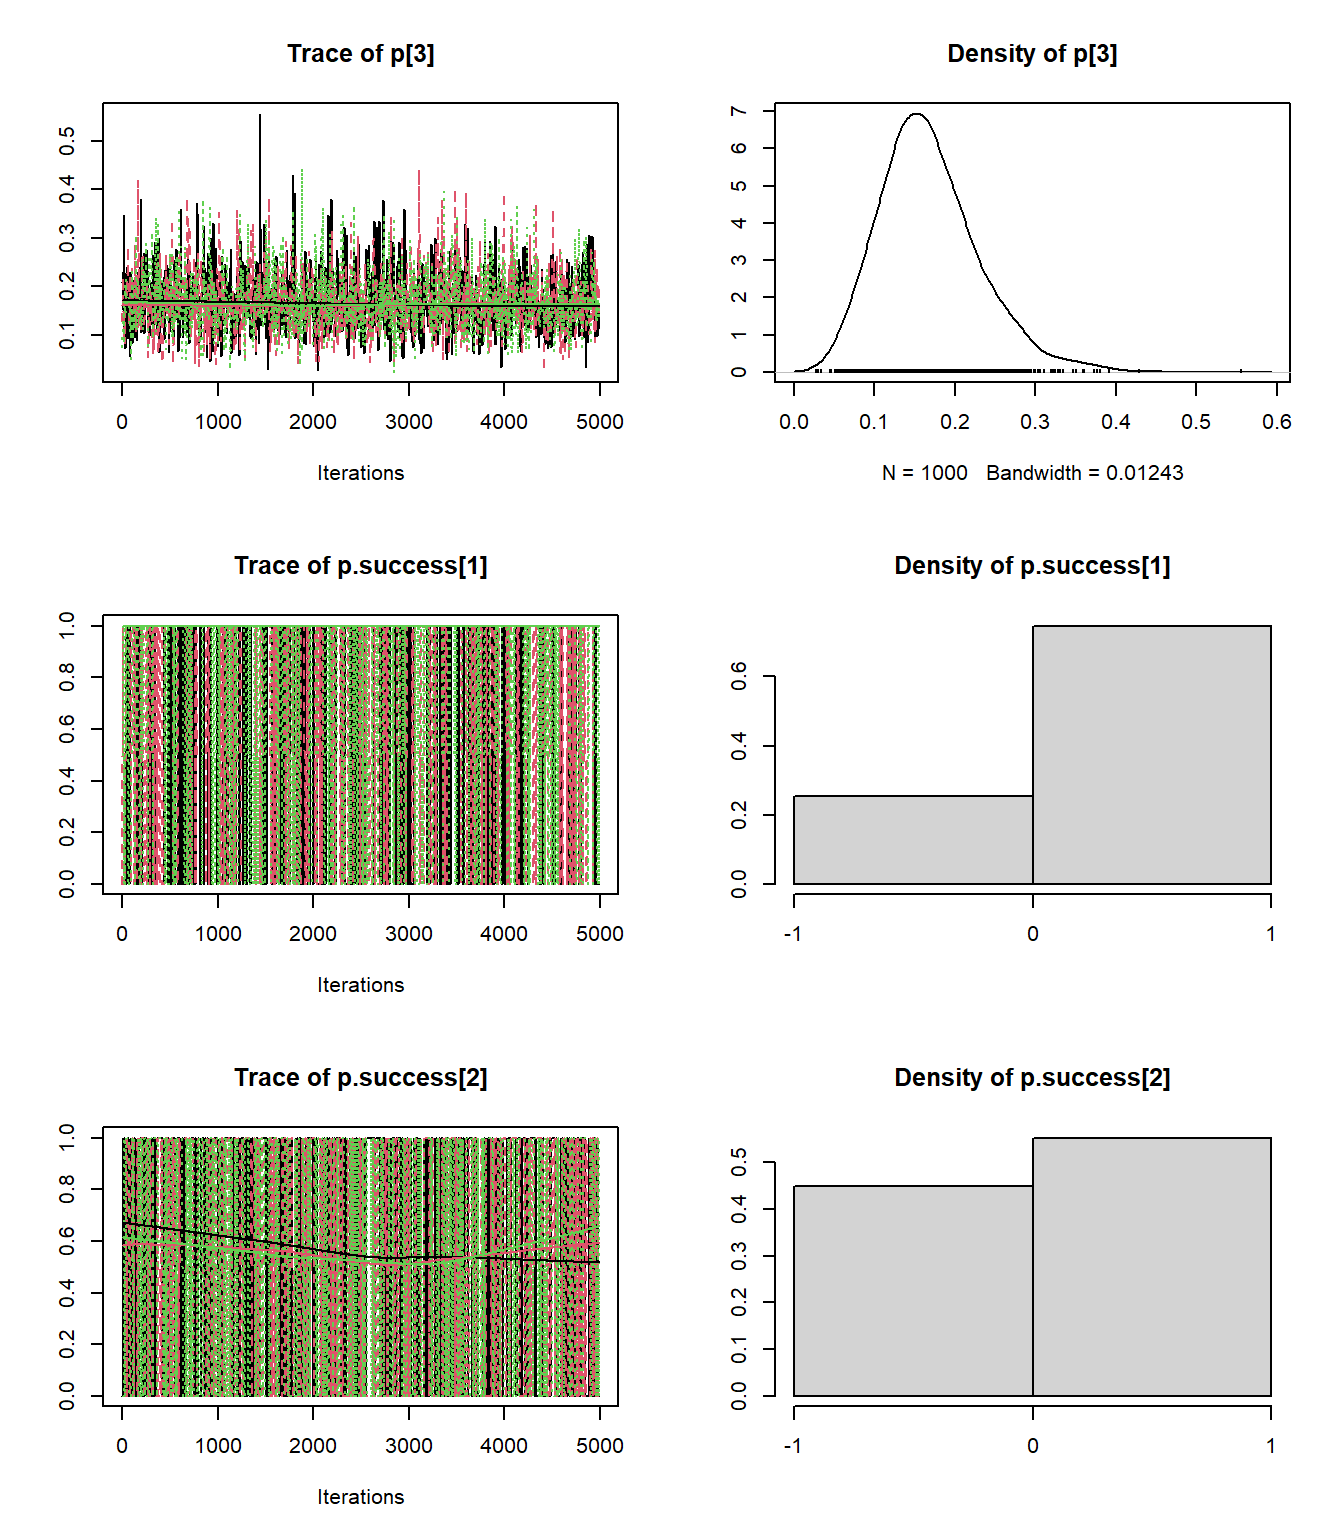 Trace of p[3]
0.1 0.2 0.3 0.4 0.5
0 1000 2000 3000 4000 5000
Iterations
Density of p[3]
0 1 2 3 4 5 6 7
0.0 0.1 0.2 0.3 0.4 0.5 0.6
N = 1000 Bandwidth = 0.01243
Trace of p.success[1]
0.0 0.2 0.4 0.6 0.8 1.0
0 1000 2000 3000 4000 5000
Iterations
Density of p.success[1]
0.0 0.2 0.4 0.6
-1 0 1
Trace of p.success[2]
0.0 0.2 0.4 0.6 0.8 1.0
0 1000 2000 3000 4000 5000
Iterations
Density of p.success[2]
0.0 0.1 0.2 0.3 0.4 0.5
-1 0 1